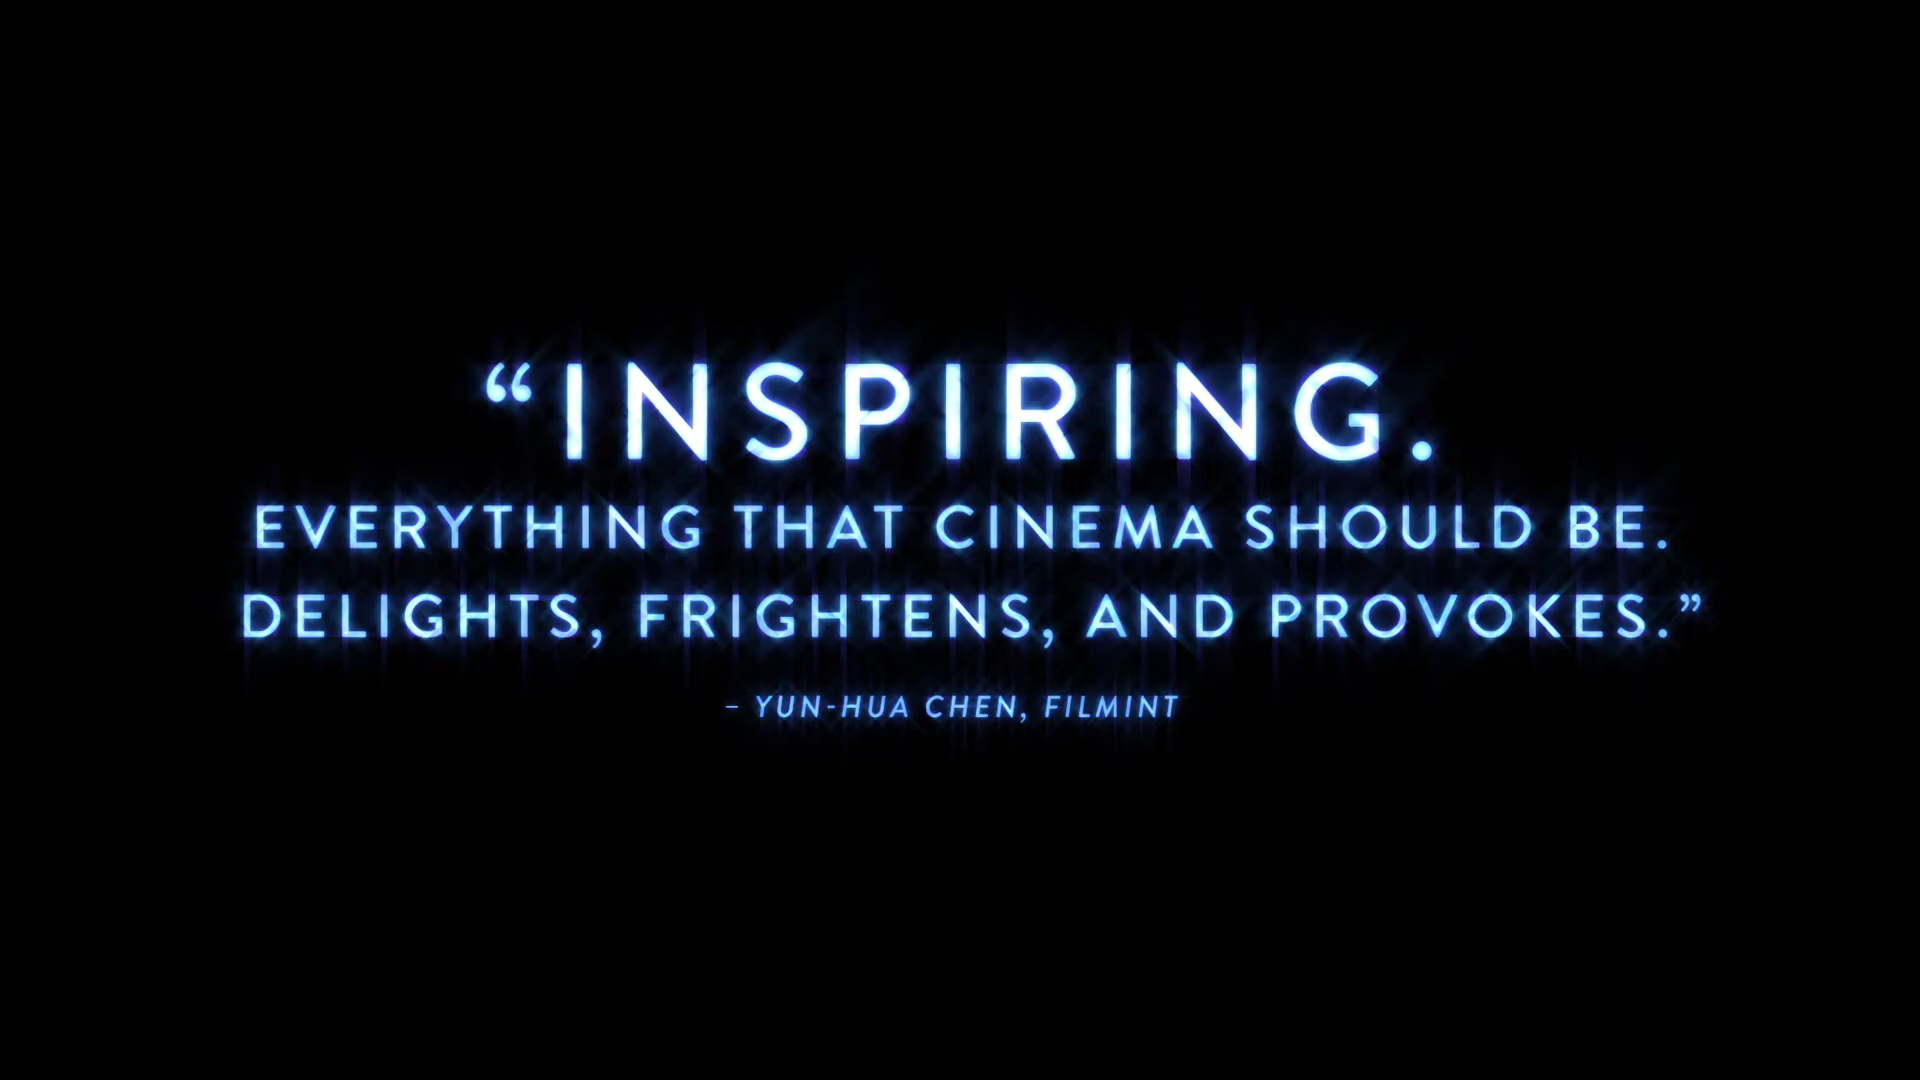 “INSPIRING.
EVERYTHING THAT CINEMA SHOULD BE.
DELIGHTS, FRIGHTENS, AND PROVOKES.”
– YUN-HUA CHEN, FILMINT